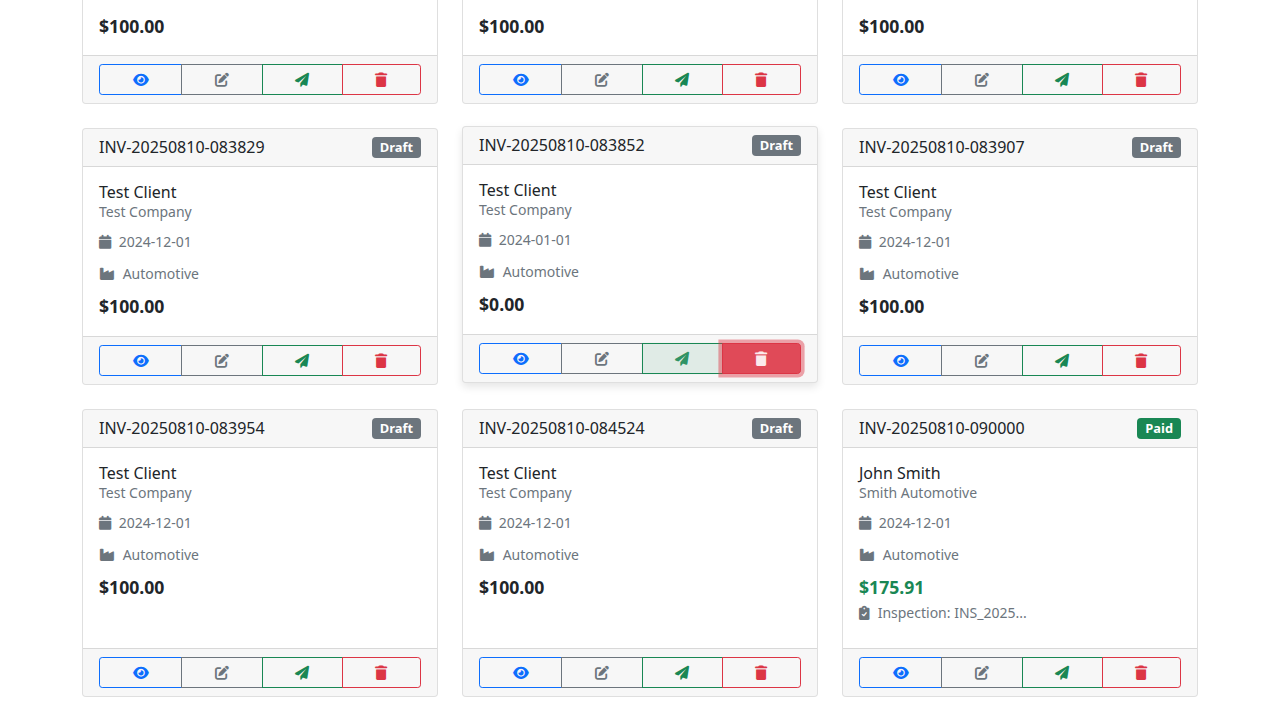 $100.00
$100.00
$100.00
INV-20250810-083829
Draft
Test Client
Test Company
2024-12-01
Automotive
$100.00
INV-20250810-083852
Draft
Test Client
Test Company
2024-01-01
Automotive
$0.00
INV-20250810-083907
Draft
Test Client
Test Company
2024-12-01
Automotive
$100.00
INV-20250810-083954
Draft
Test Client
Test Company
2024-12-01
Automotive
$100.00
INV-20250810-084524
Draft
Test Client
Test Company
2024-12-01
Automotive
$100.00
INV-20250810-090000
Paid
John Smith
Smith Automotive
2024-12-01
Automotive
$175.91
Inspection: INS_2025...